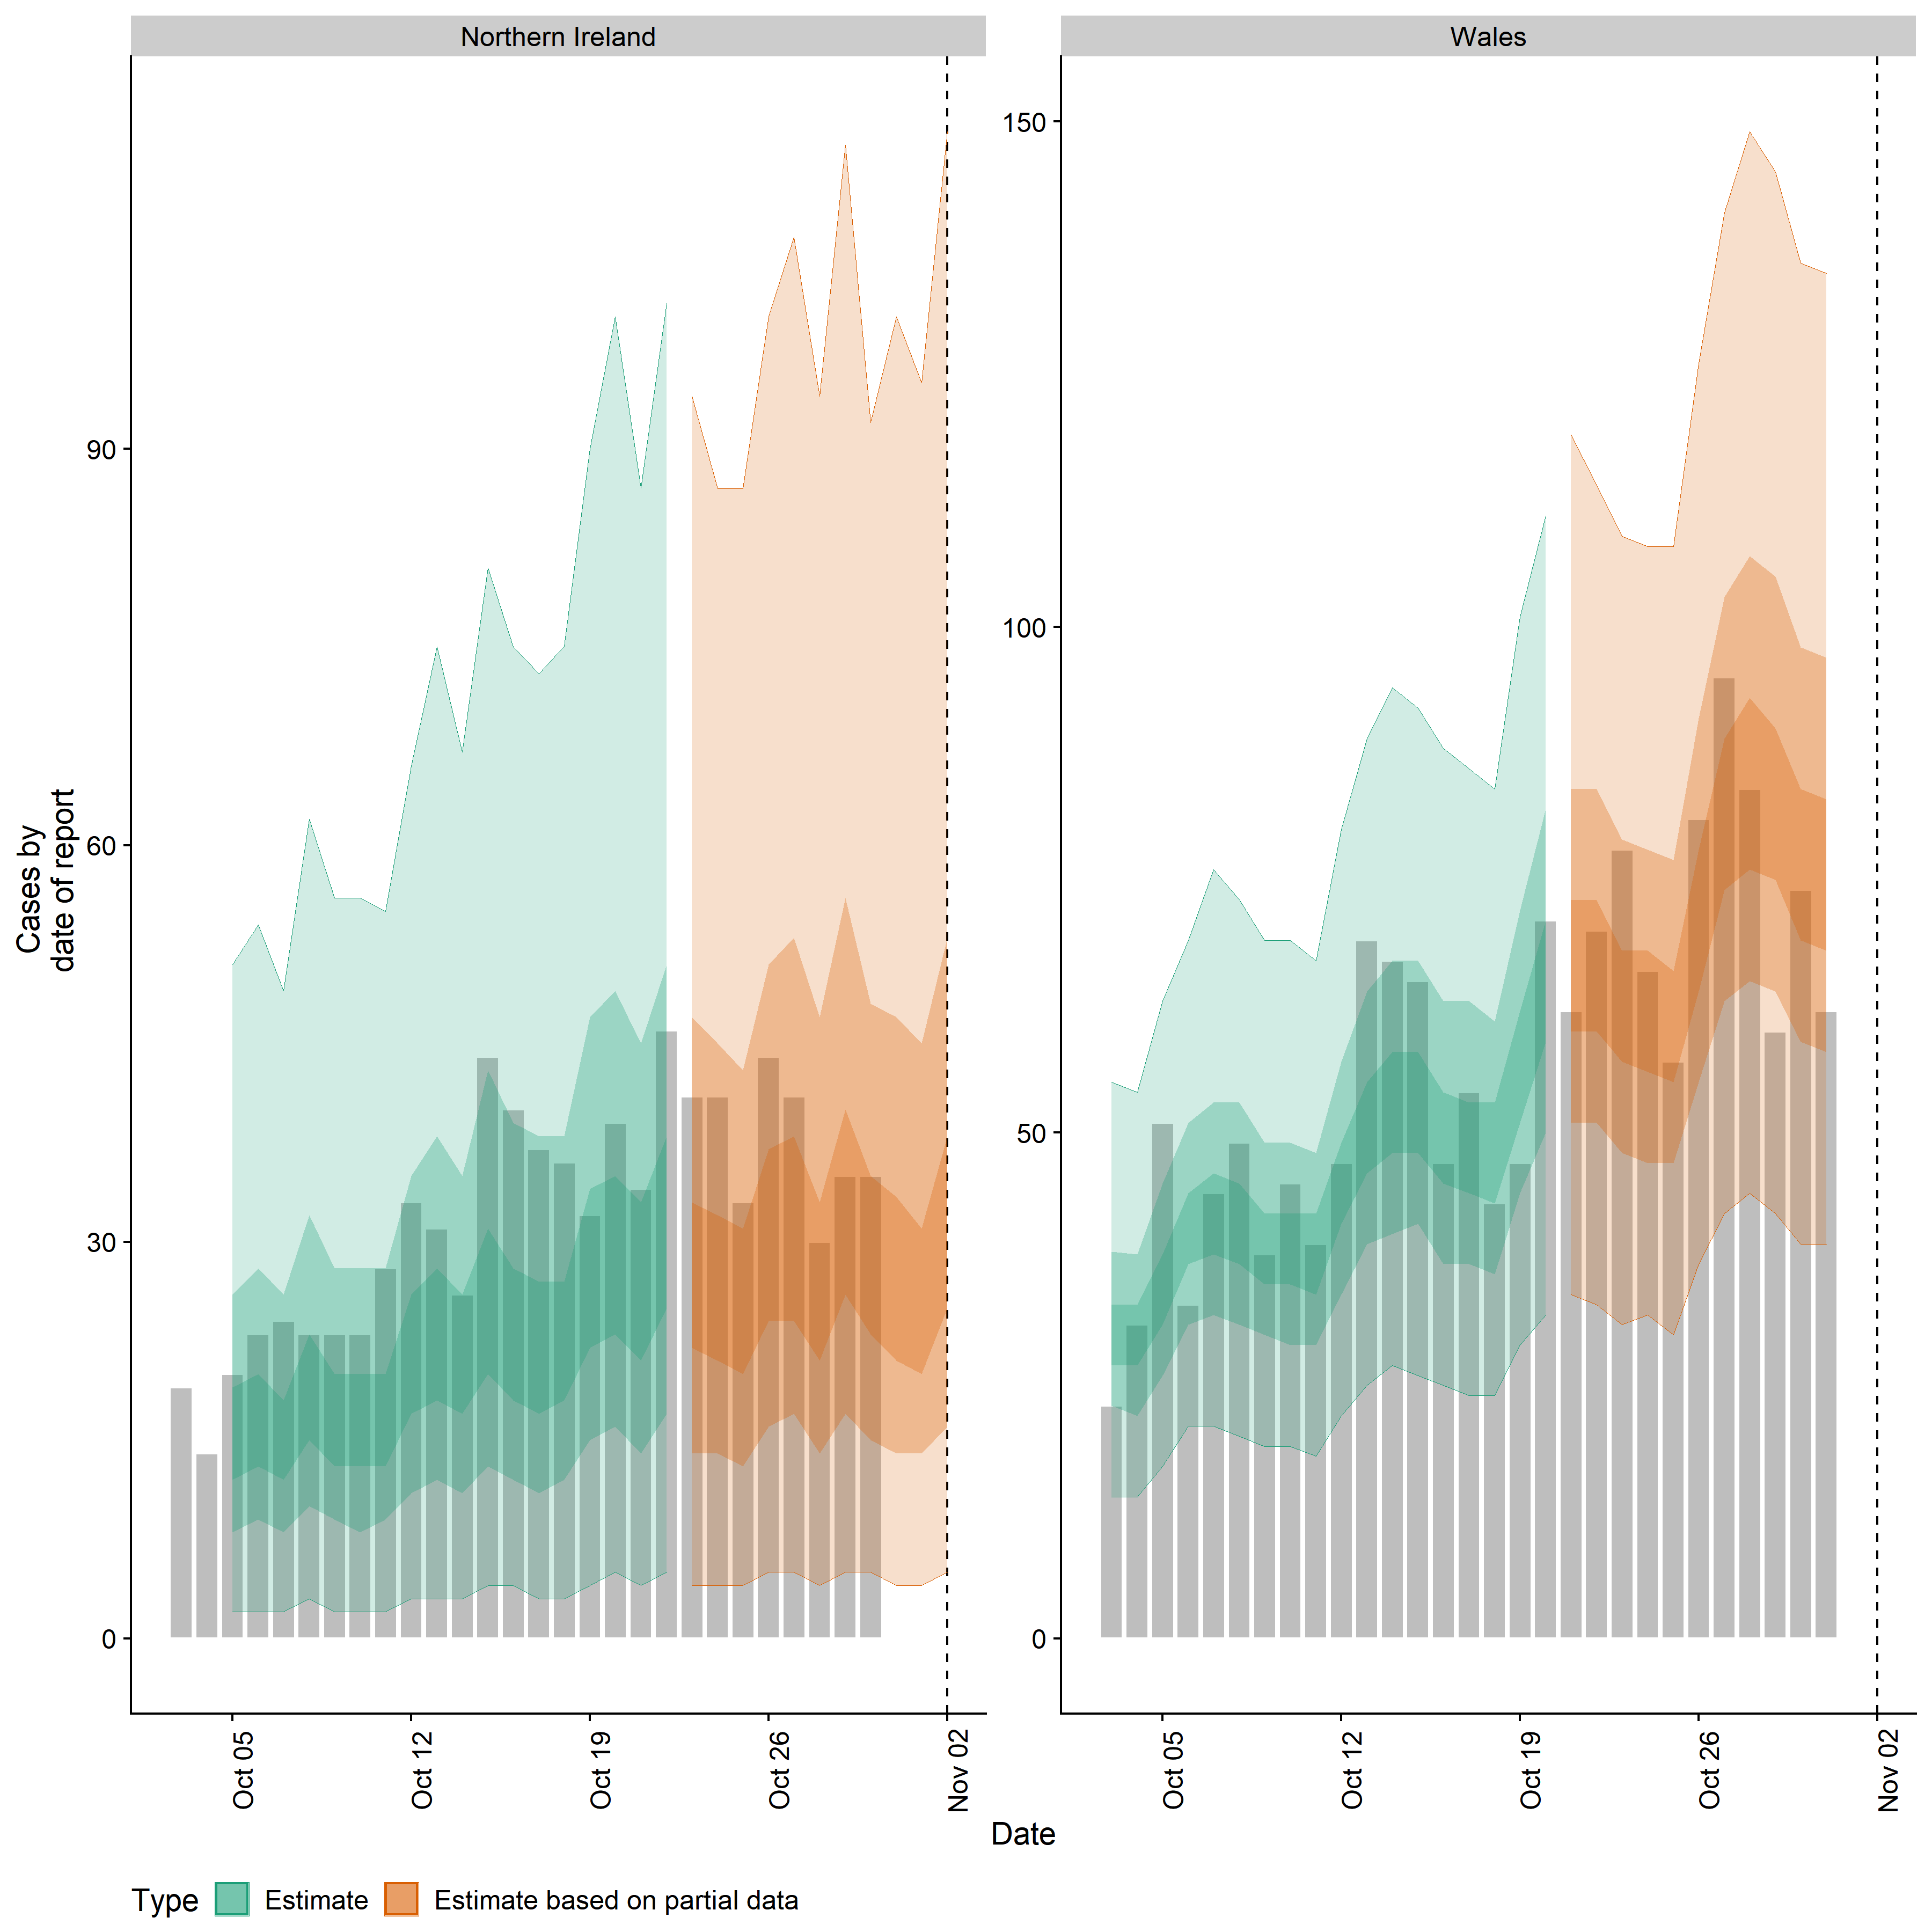 Northern Ireland
Wales
Cases by
date of report
90
60
30
0
150
100
50
0
Oct 05
Oct 12
Oct 19
Oct 26
Nov 02
Oct 05
Oct 12
Oct 19
Oct 26
Nov 02
Date
Type Estimate Estimate based on partial data